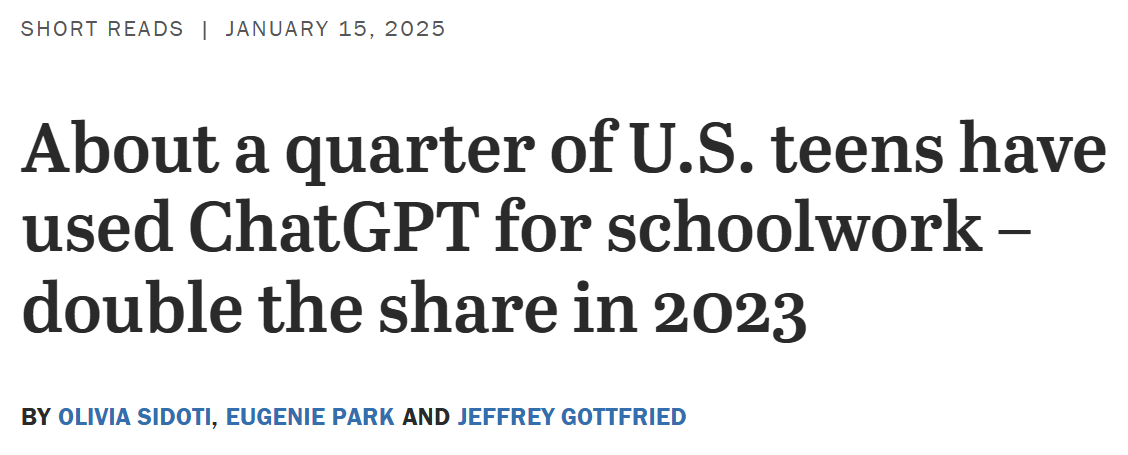 SHORT READS | JANUARY 15, 2025
About a quarter of U.S. teens have
used ChatGPT for schoolwork –
double the share in 2023
BY OLIVIA SIDOTI, EUGENIE PARK AND JEFFREY GOTTFRIED